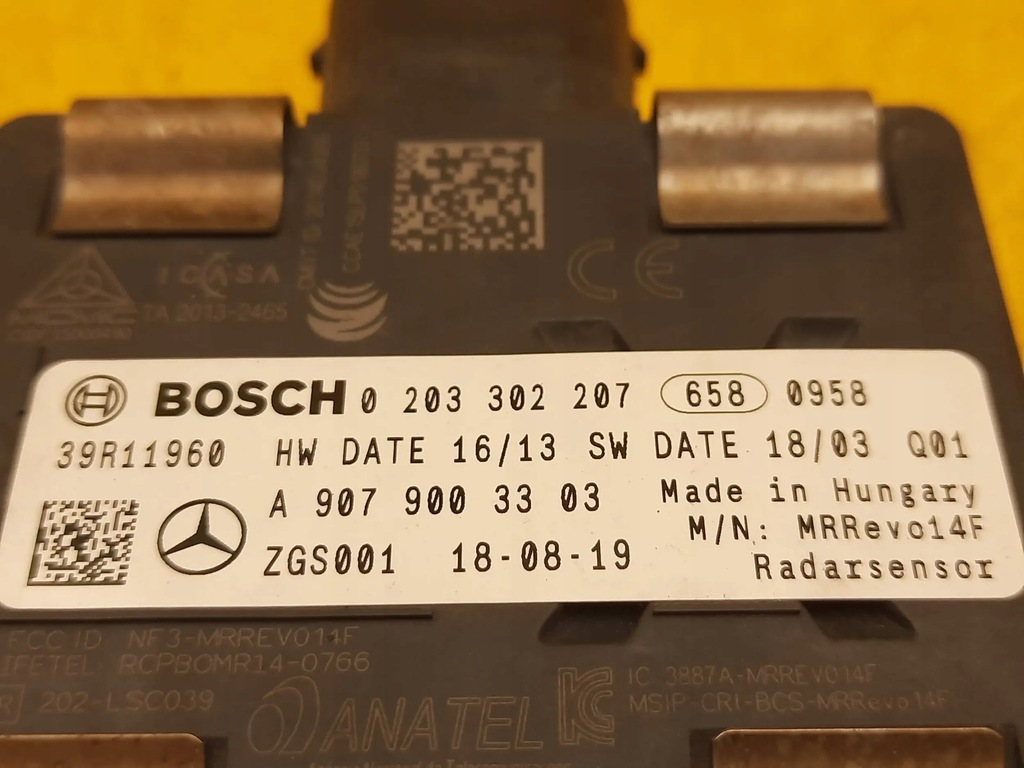 ICASA
TA 2013-2465
CE
BOSCH 0 203 302 207 658 0958
39R11960 HW DATE 16/13 SW DATE 18/03 Q01
A 907 900 33 03 Made in Hungary
M/N: MRRevo14F
ZGS001 18-08-19 Radarsensor
FCC ID NF3-MRREVO14F
IFETEL RCPBOMR14-0766
R 202-LSC039
IC 3887A-MRREVO14F
MSIP-CRI-BCS-MRRevo14F
ANATEL